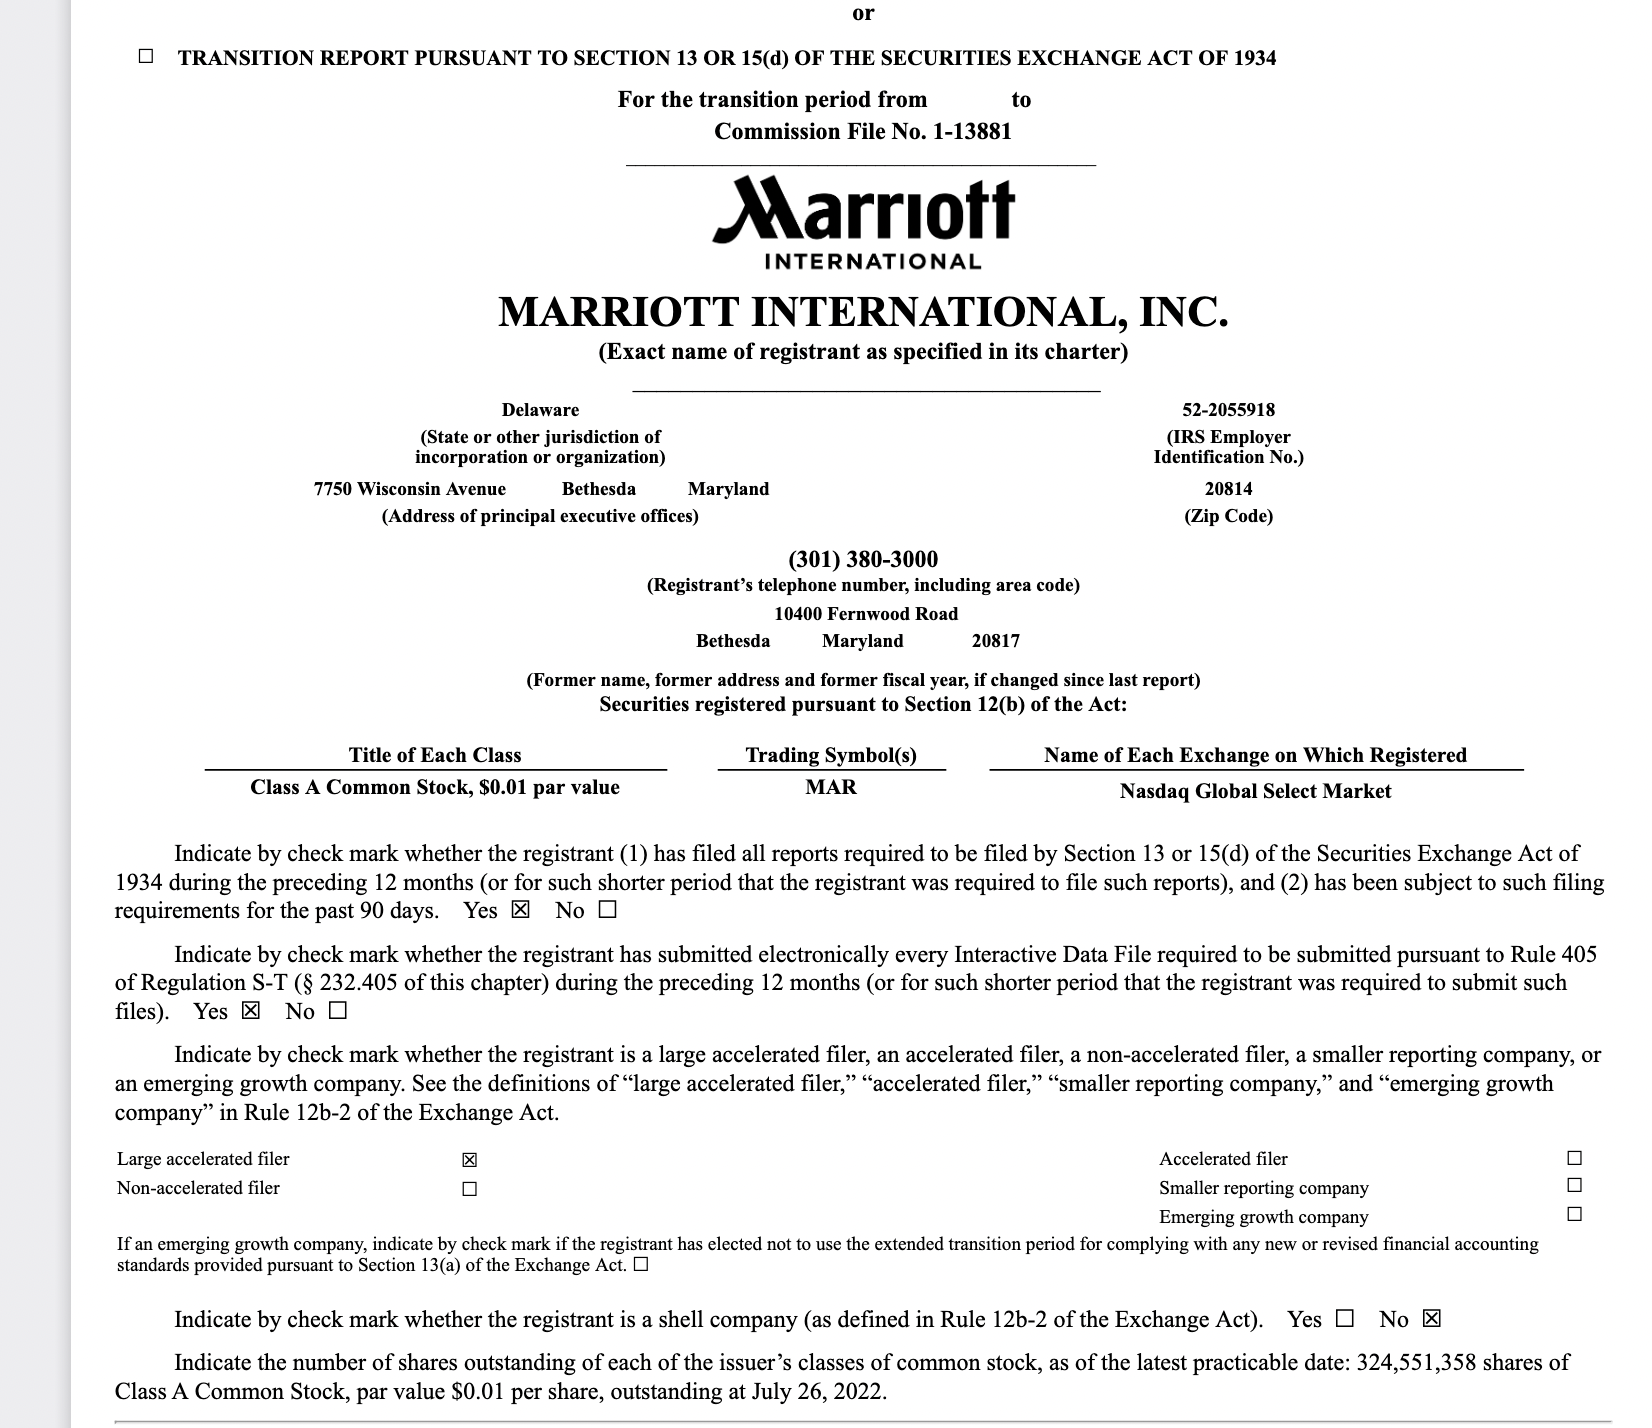 or
☐ TRANSITION REPORT PURSUANT TO SECTION 13 OR 15(d) OF THE SECURITIES EXCHANGE ACT OF 1934
For the transition period from to
Commission File No. 1-13881
Marriott
INTERNATIONAL
MARRIOTT INTERNATIONAL, INC.
(Exact name of registrant as specified in its charter)
Delaware 52-2055918
(State or other jurisdiction of (IRS Employer
incorporation or organization) Identification No.)
7750 Wisconsin Avenue Bethesda Maryland 20814
(Address of principal executive offices) (Zip Code)
(301) 380-3000
(Registrant’s telephone number, including area code)
10400 Fernwood Road
Bethesda Maryland 20817
(Former name, former address and former fiscal year, if changed since last report)
Securities registered pursuant to Section 12(b) of the Act:
Title of Each Class Trading Symbol(s) Name of Each Exchange on Which Registered
Class A Common Stock, $0.01 par value MAR Nasdaq Global Select Market
Indicate by check mark whether the registrant (1) has filed all reports required to be filed by Section 13 or 15(d) of the Securities Exchange Act of
1934 during the preceding 12 months (or for such shorter period that the registrant was required to file such reports), and (2) has been subject to such filing
requirements for the past 90 days. Yes ☒ No ☐
Indicate by check mark whether the registrant has submitted electronically every Interactive Data File required to be submitted pursuant to Rule 405
of Regulation S-T (§ 232.405 of this chapter) during the preceding 12 months (or for such shorter period that the registrant was required to submit such
files). Yes ☒ No ☐
Indicate by check mark whether the registrant is a large accelerated filer, an accelerated filer, a non-accelerated filer, a smaller reporting company, or
an emerging growth company. See the definitions of “large accelerated filer,” “accelerated filer,” “smaller reporting company,” and “emerging growth
company” in Rule 12b-2 of the Exchange Act.
Large accelerated filer ☒ Accelerated filer ☐
Non-accelerated filer ☐ Smaller reporting company ☐
Emerging growth company ☐
If an emerging growth company, indicate by check mark if the registrant has elected not to use the extended transition period for complying with any new or revised financial accounting
standards provided pursuant to Section 13(a) of the Exchange Act. ☐
Indicate by check mark whether the registrant is a shell company (as defined in Rule 12b-2 of the Exchange Act). Yes ☐ No ☒
Indicate the number of shares outstanding of each of the issuer’s classes of common stock, as of the latest practicable date: 324,551,358 shares of
Class A Common Stock, par value $0.01 per share, outstanding at July 26, 2022.